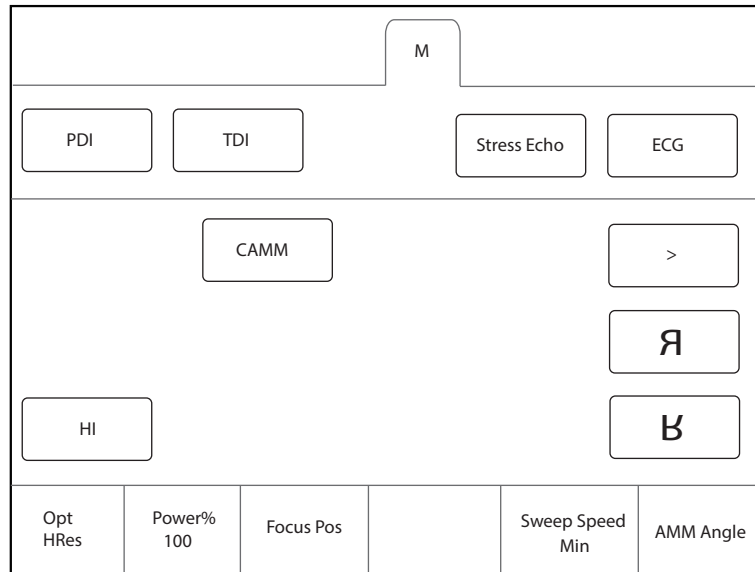 M
PDI
TDI
Stress Echo
ECG
CAMM
>
R
R
HI
Opt
HRes
Power%
100
Focus Pos
Sweep Speed
Min
AMM Angle